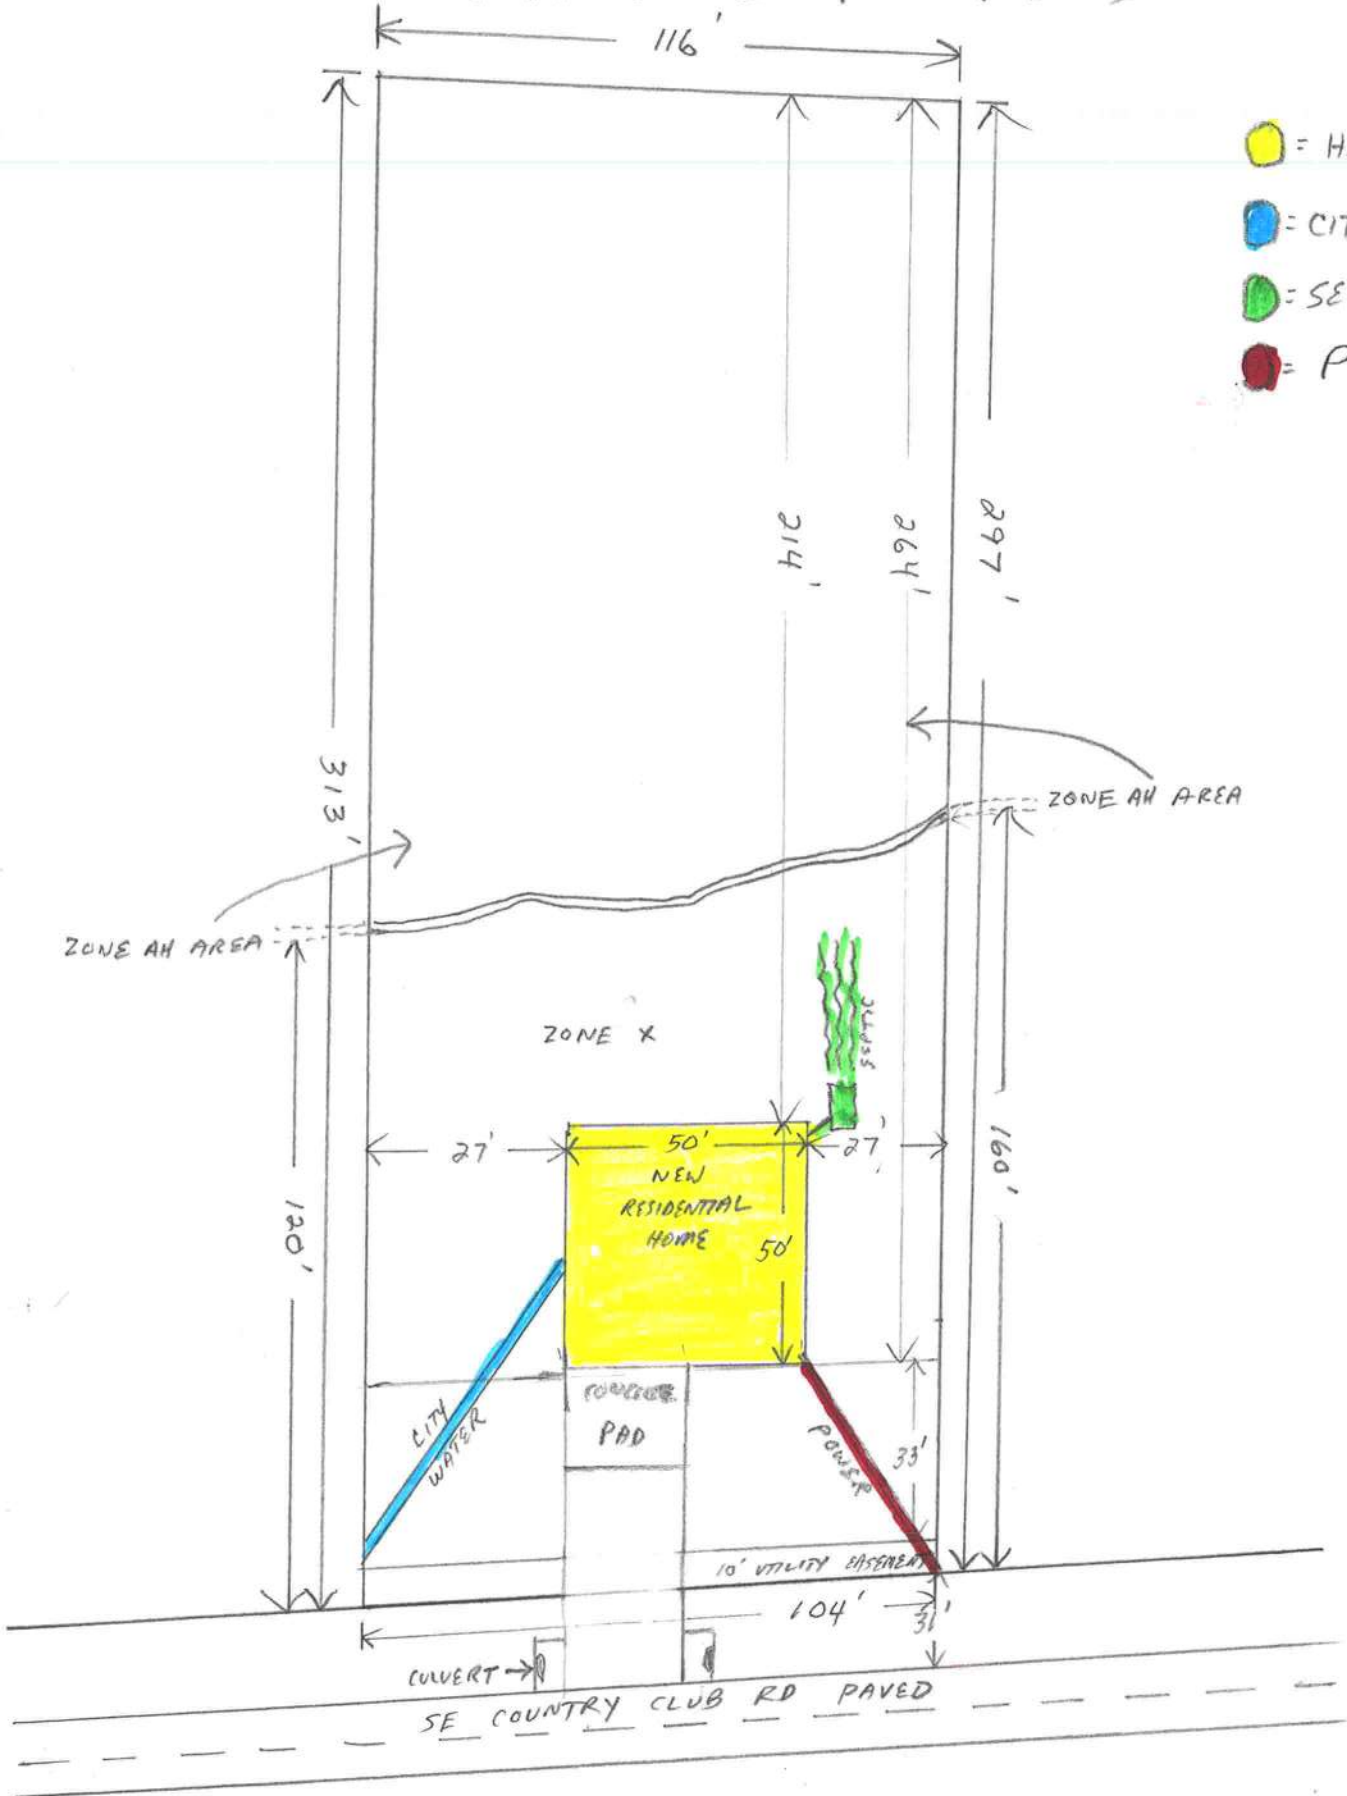 116'
= H
= CIT
= SE
= P
214'
264'
297'
313'
ZONE AH AREA
ZONE AH AREA
SEPTIC
ZONE X
27'
50'
27'
NEW
RESIDENTIAL
HOME
50'
120'
160'
CONCRETE
PAD
CITY
WATER
POWER
33'
10' UTILITY EASEMENT
104'
31'
CULVERT
SE COUNTRY CLUB RD PAVED